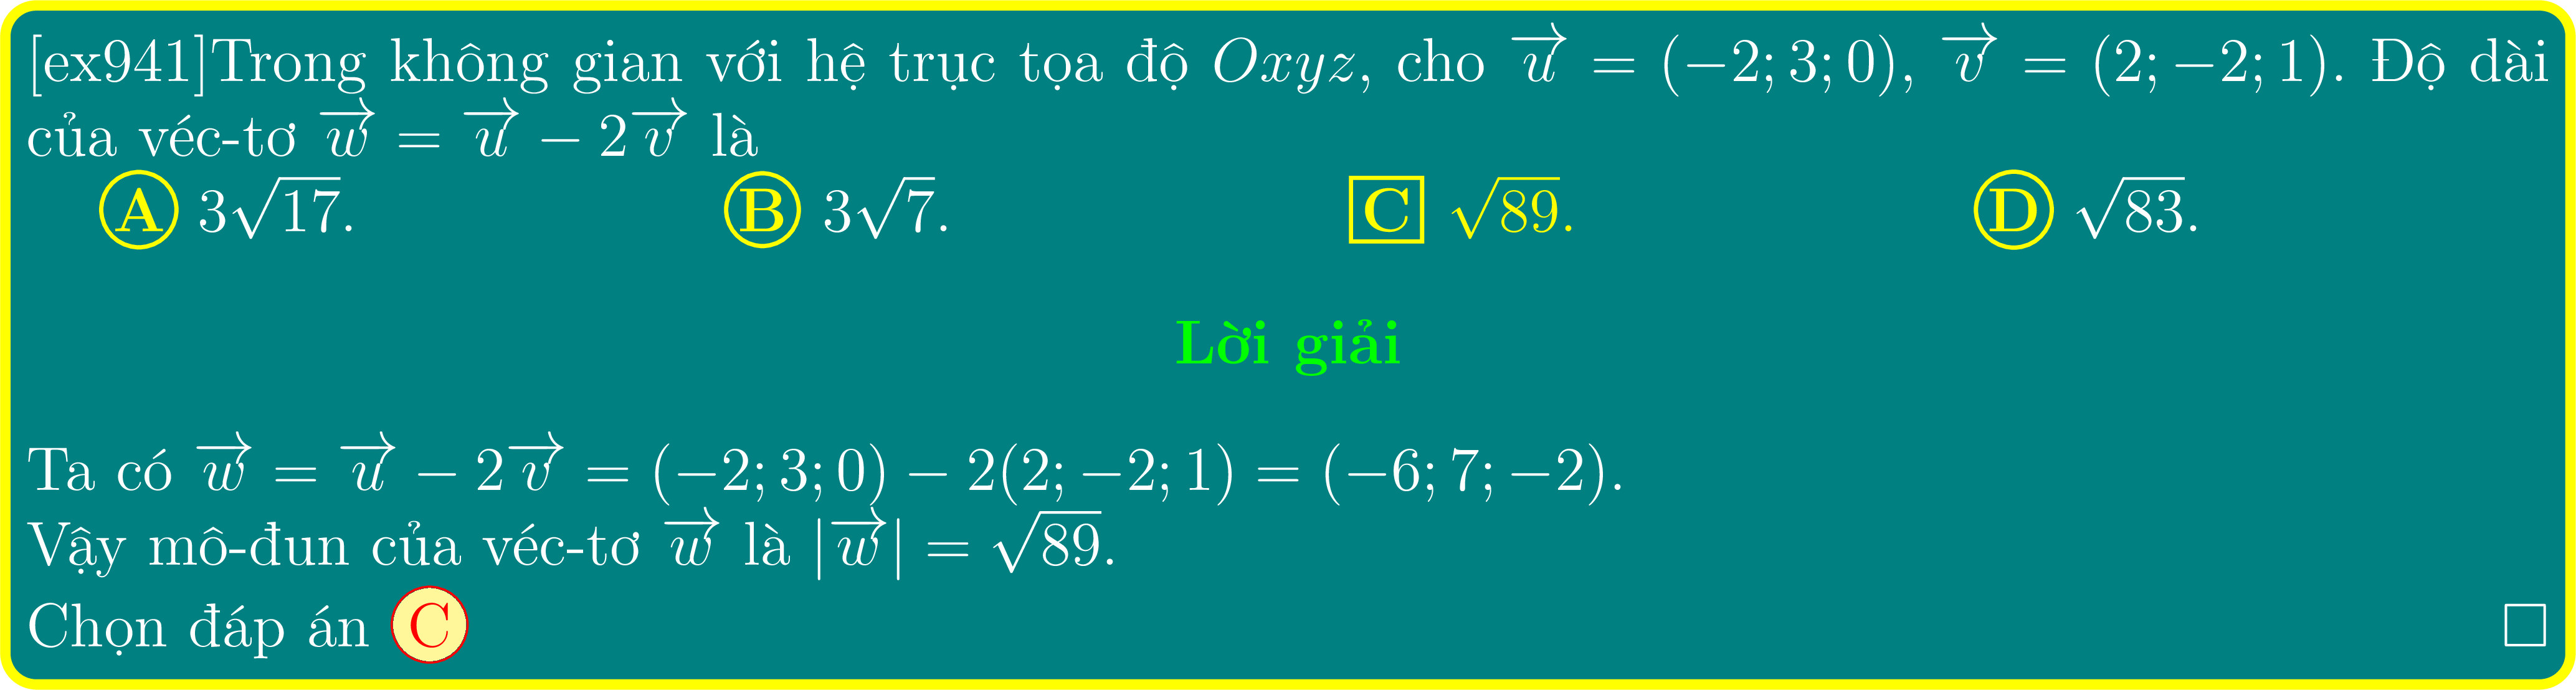 [ex941]Trong không gian với hệ trục tọa độ Oxyz, cho $\overrightarrow{u} = (-2; 3; 0)$, $\overrightarrow{v} = (2; -2; 1)$. Độ dài
của véc-tơ $\overrightarrow{w} = \overrightarrow{u} - 2\overrightarrow{v}$ là
A $3\sqrt{17}$. B $3\sqrt{7}$. C $\sqrt{89}$. D $\sqrt{83}$.
Lời giải
Ta có $\overrightarrow{w} = \overrightarrow{u} - 2\overrightarrow{v} = (-2; 3; 0) - 2(2; -2; 1) = (-6; 7; -2)$.
Vậy mô-đun của véc-tơ $\overrightarrow{w}$ là $|\overrightarrow{w}| = \sqrt{89}$.
Chọn đáp án C □